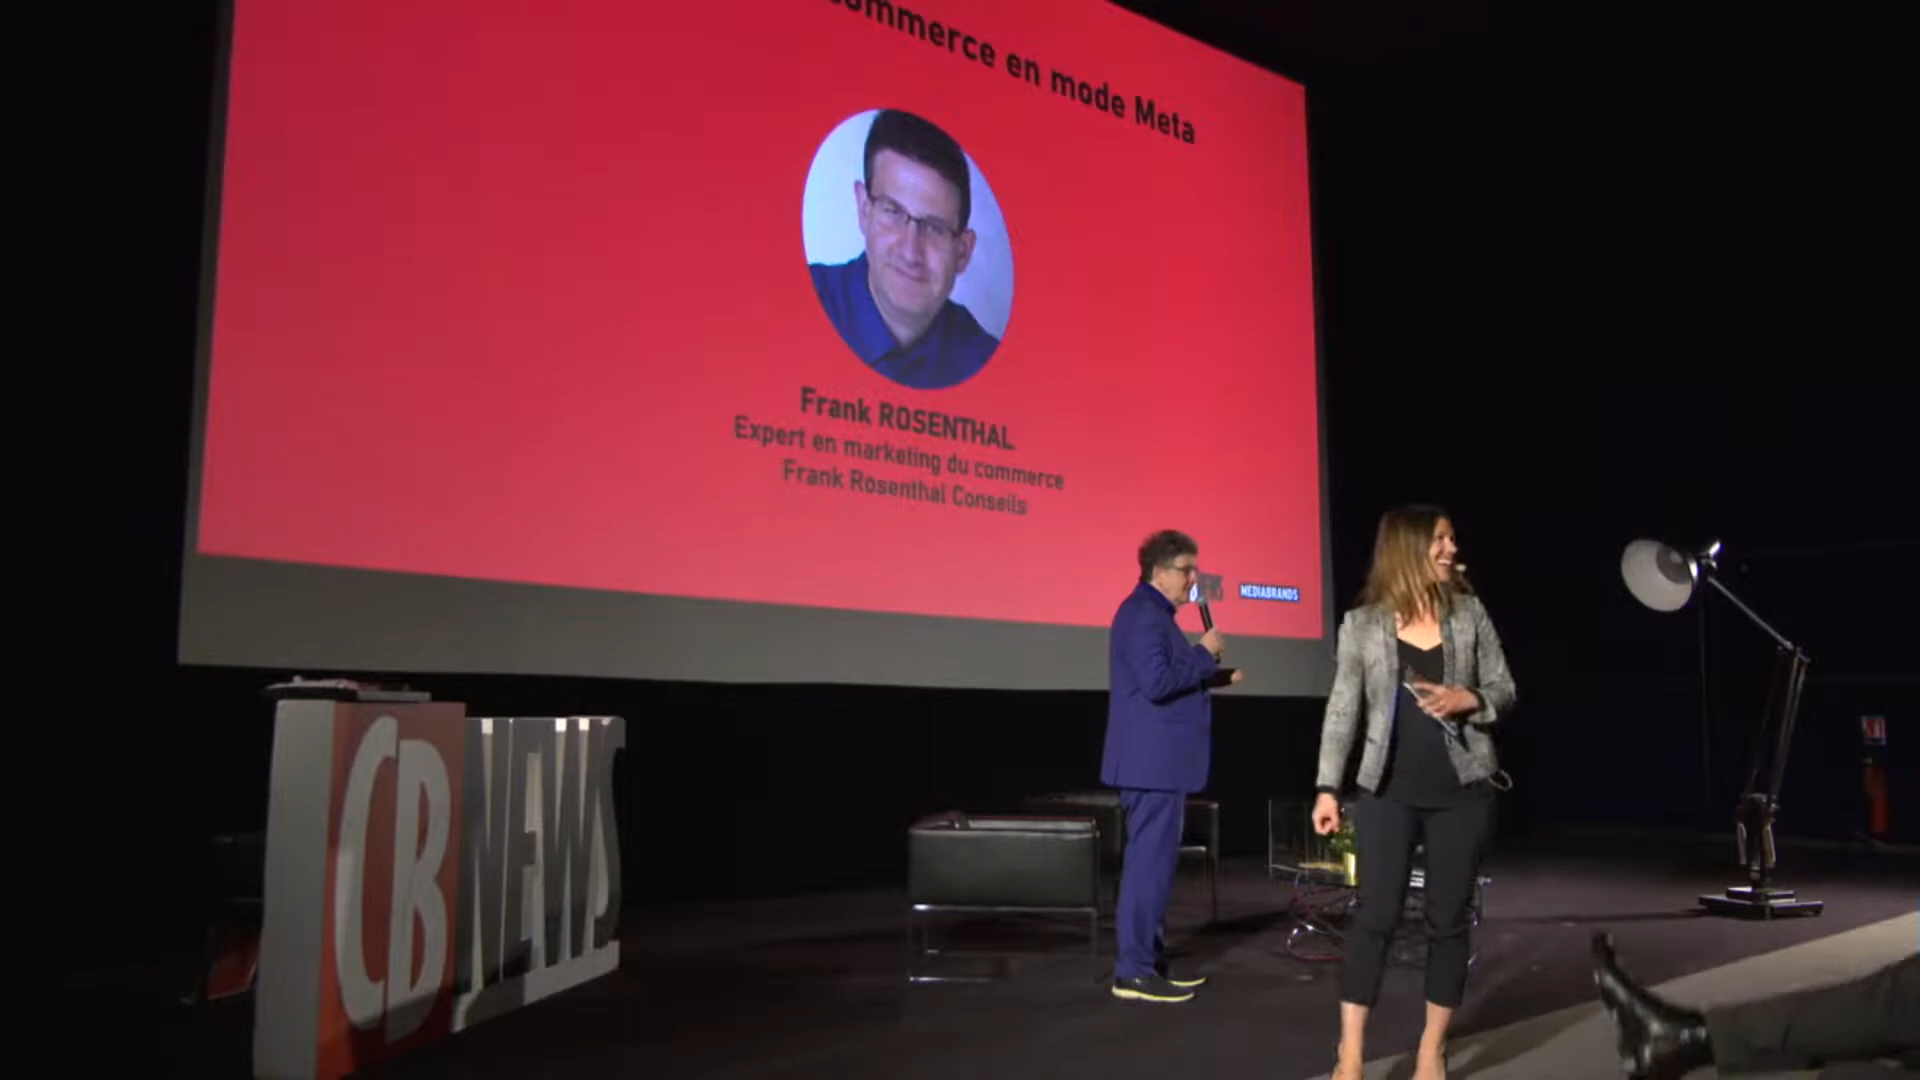 ommerce en mode Meta
Frank ROSENTHAL
Expert en marketing du commerce
Frank Rosenthal Conseils
MEDIABRANDS
CB NEWS